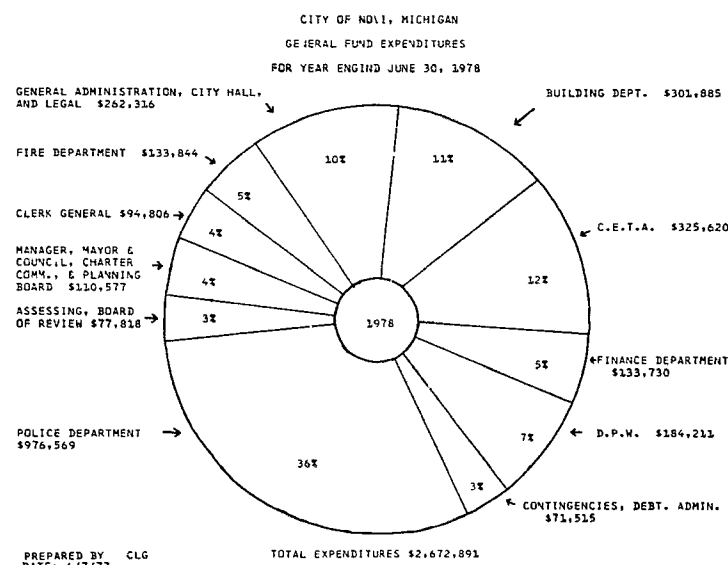 CITY OF NOVI, MICHIGAN
GENERAL FUND EXPENDITURES
FOR YEAR ENGIND JUNE 30, 1978
GENERAL ADMINISTRATION, CITY HALL,
AND LEGAL $262,316
BUILDING DEPT. $301,885
10%
11%
FIRE DEPARTMENT $133,844
5%
CLERK GENERAL $94,806
4%
C.E.T.A. $325,620
12%
MANAGER, MAYOR &
COUNCIL, CHARTER
COMM., & PLANNING
BOARD $110,577
4%
ASSESSING, BOARD
OF REVIEW $77,818
3%
1978
FINANCE DEPARTMENT
$133,730
5%
POLICE DEPARTMENT
$976,569
36%
D.P.W. $184,211
7%
3%
CONTINGENCIES, DEBT. ADMIN.
$71,515
PREPARED BY CLG
TOTAL EXPENDITURES $2,672,891